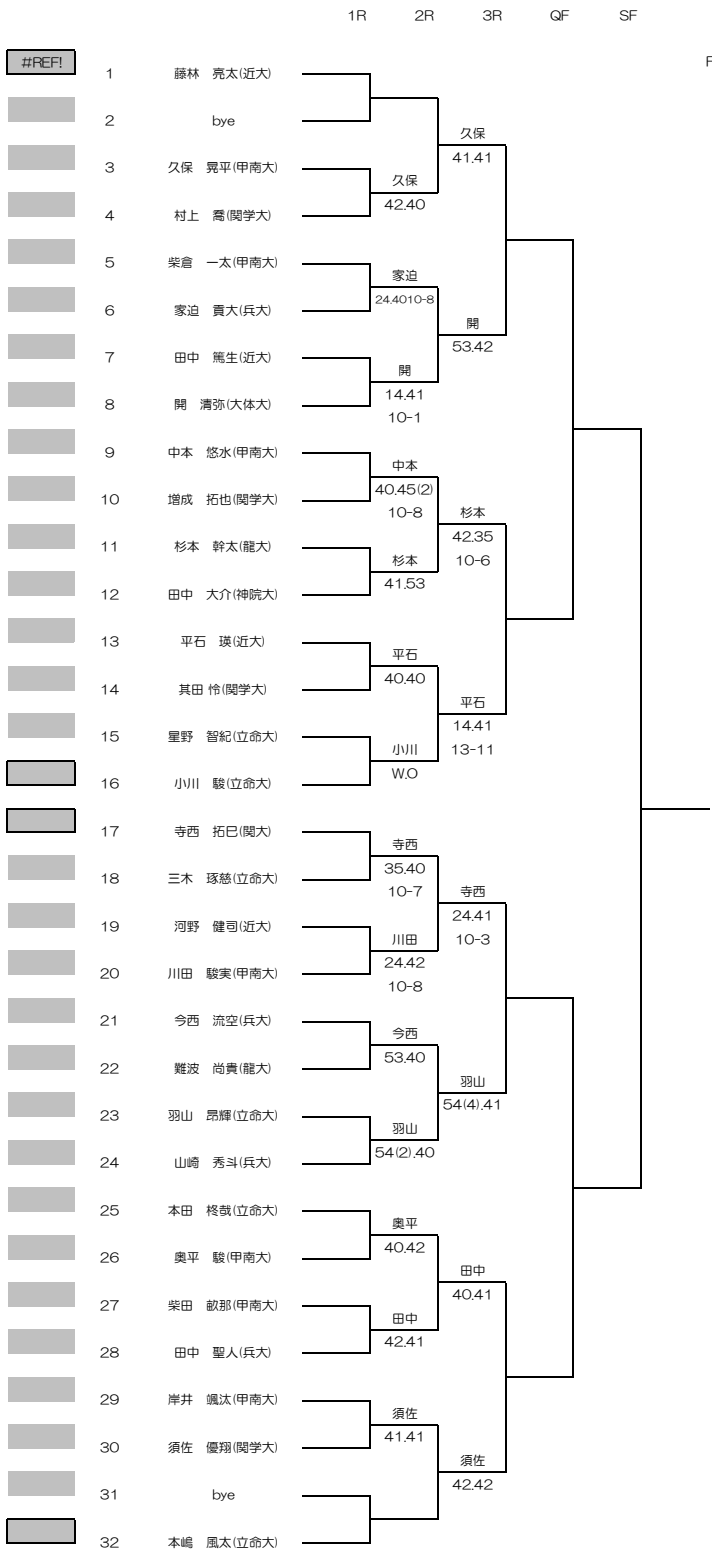 1R 2R 3R QF SF
#REF!
1 藤林 亮太(近大)
2 bye
久保
41.41
3 久保 晃平(甲南大)
久保
42.40
4 村上 喬(関学大)
5 柴倉 一太(甲南大)
家迫
24.4010-8
6 家迫 貢大(兵大)
開
53.42
7 田中 篤生(近大)
開
14.41
10-1
8 開 清弥(大体大)
9 中本 悠水(甲南大)
中本
40.45(2)
10-8
10 増成 拓也(関学大)
杉本
42.35
10-6
11 杉本 幹太(龍大)
杉本
41.53
12 田中 大介(神院大)
13 平石 瑛(近大)
平石
40.40
14 其田 怜(関学大)
平石
14.41
13-11
15 星野 智紀(立命大)
小川
W.O
16 小川 駿(立命大)
17 寺西 拓巳(関大)
寺西
35.40
10-7
18 三木 琢慈(立命大)
寺西
24.41
10-3
19 河野 健司(近大)
川田
24.42
10-8
20 川田 駿実(甲南大)
21 今西 流空(兵大)
今西
53.40
22 難波 尚貴(龍大)
羽山
54(4).41
23 羽山 昂輝(立命大)
羽山
54(2).40
24 山崎 秀斗(兵大)
25 本田 柊哉(立命大)
奥平
40.42
26 奥平 駿(甲南大)
田中
40.41
27 柴田 畝那(甲南大)
田中
42.41
28 田中 聖人(兵大)
29 岸井 颯汰(甲南大)
須佐
41.41
30 須佐 優翔(関学大)
須佐
42.42
31 bye
32 本嶋 風太(立命大)